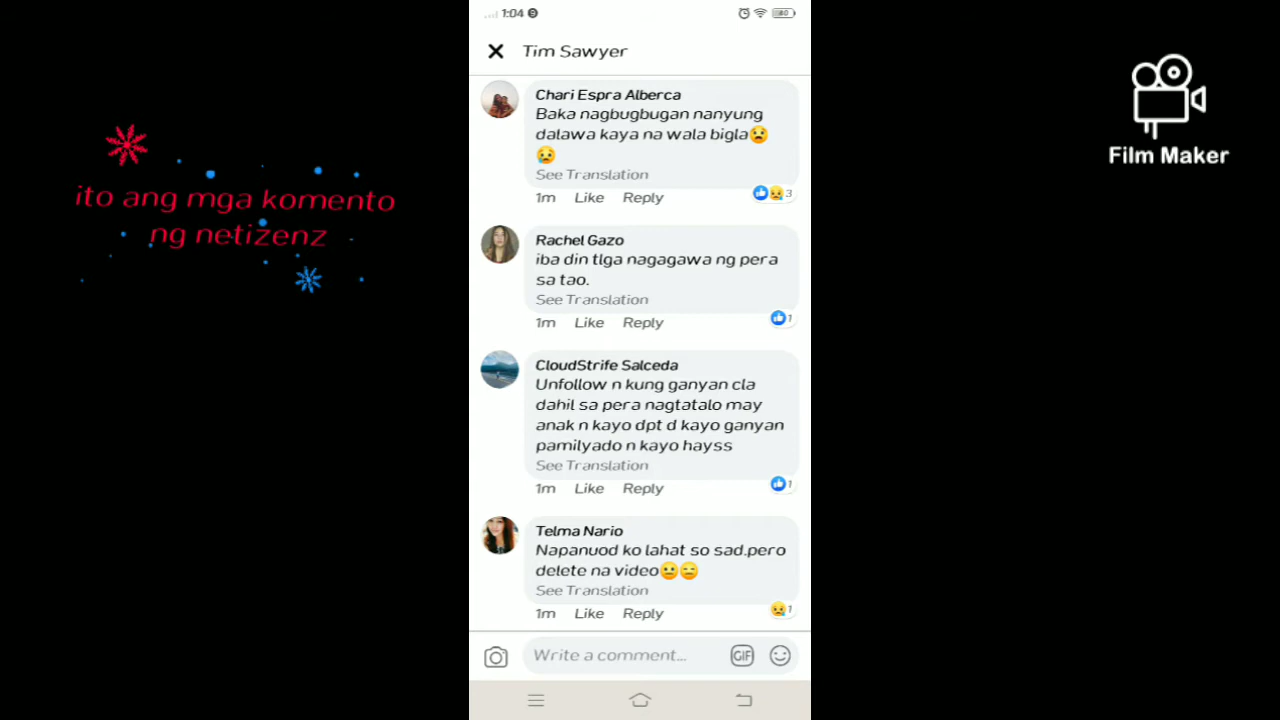 ito ang mga komento
ng netizenz
1:04
80
Tim Sawyer
Chari Espra Alberca
Baka nagbugbugan nanyung
dalawa kaya na wala bigla😧
😥
See Translation
1m Like Reply 3
Rachel Gazo
iba din tlga nagagawa ng pera
sa tao.
See Translation
1m Like Reply 1
CloudStrife Salceda
Unfollow n kung ganyan cla
dahil sa pera nagtatalo may
anak n kayo dpt d kayo ganyan
pamilyado n kayo hayss
See Translation
1m Like Reply 1
Telma Nario
Napanuod ko lahat so sad.pero
delete na video😐😑
See Translation
1m Like Reply 1
Write a comment...
GIF
Film Maker